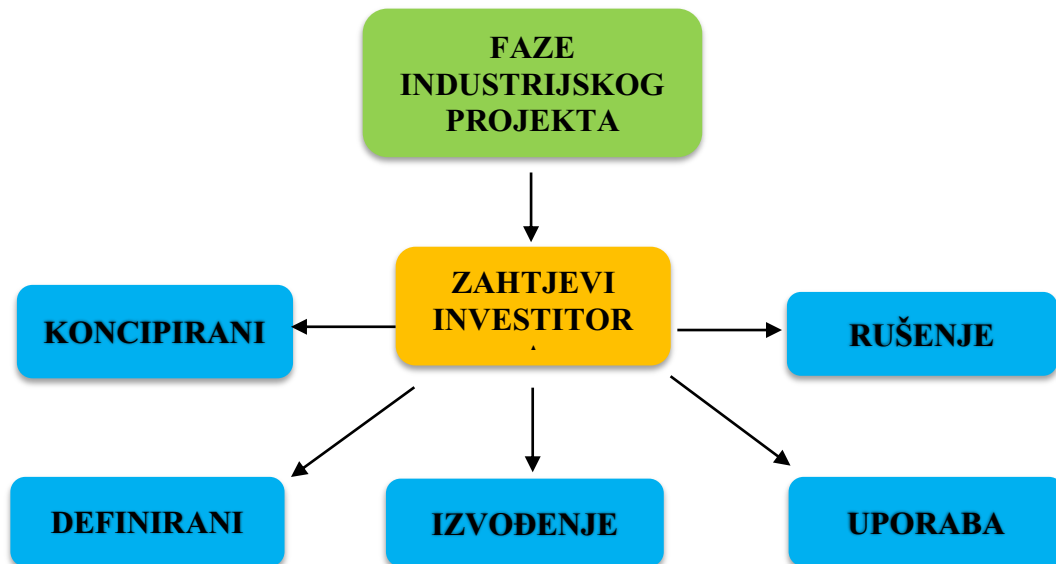 FAZE
INDUSTRIJSKOG
PROJEKTA
ZAHTJEVI
INVESTITOR
KONCIPIRANI
RUŠENJE
DEFINIRANI
IZVOĐENJE
UPORABA